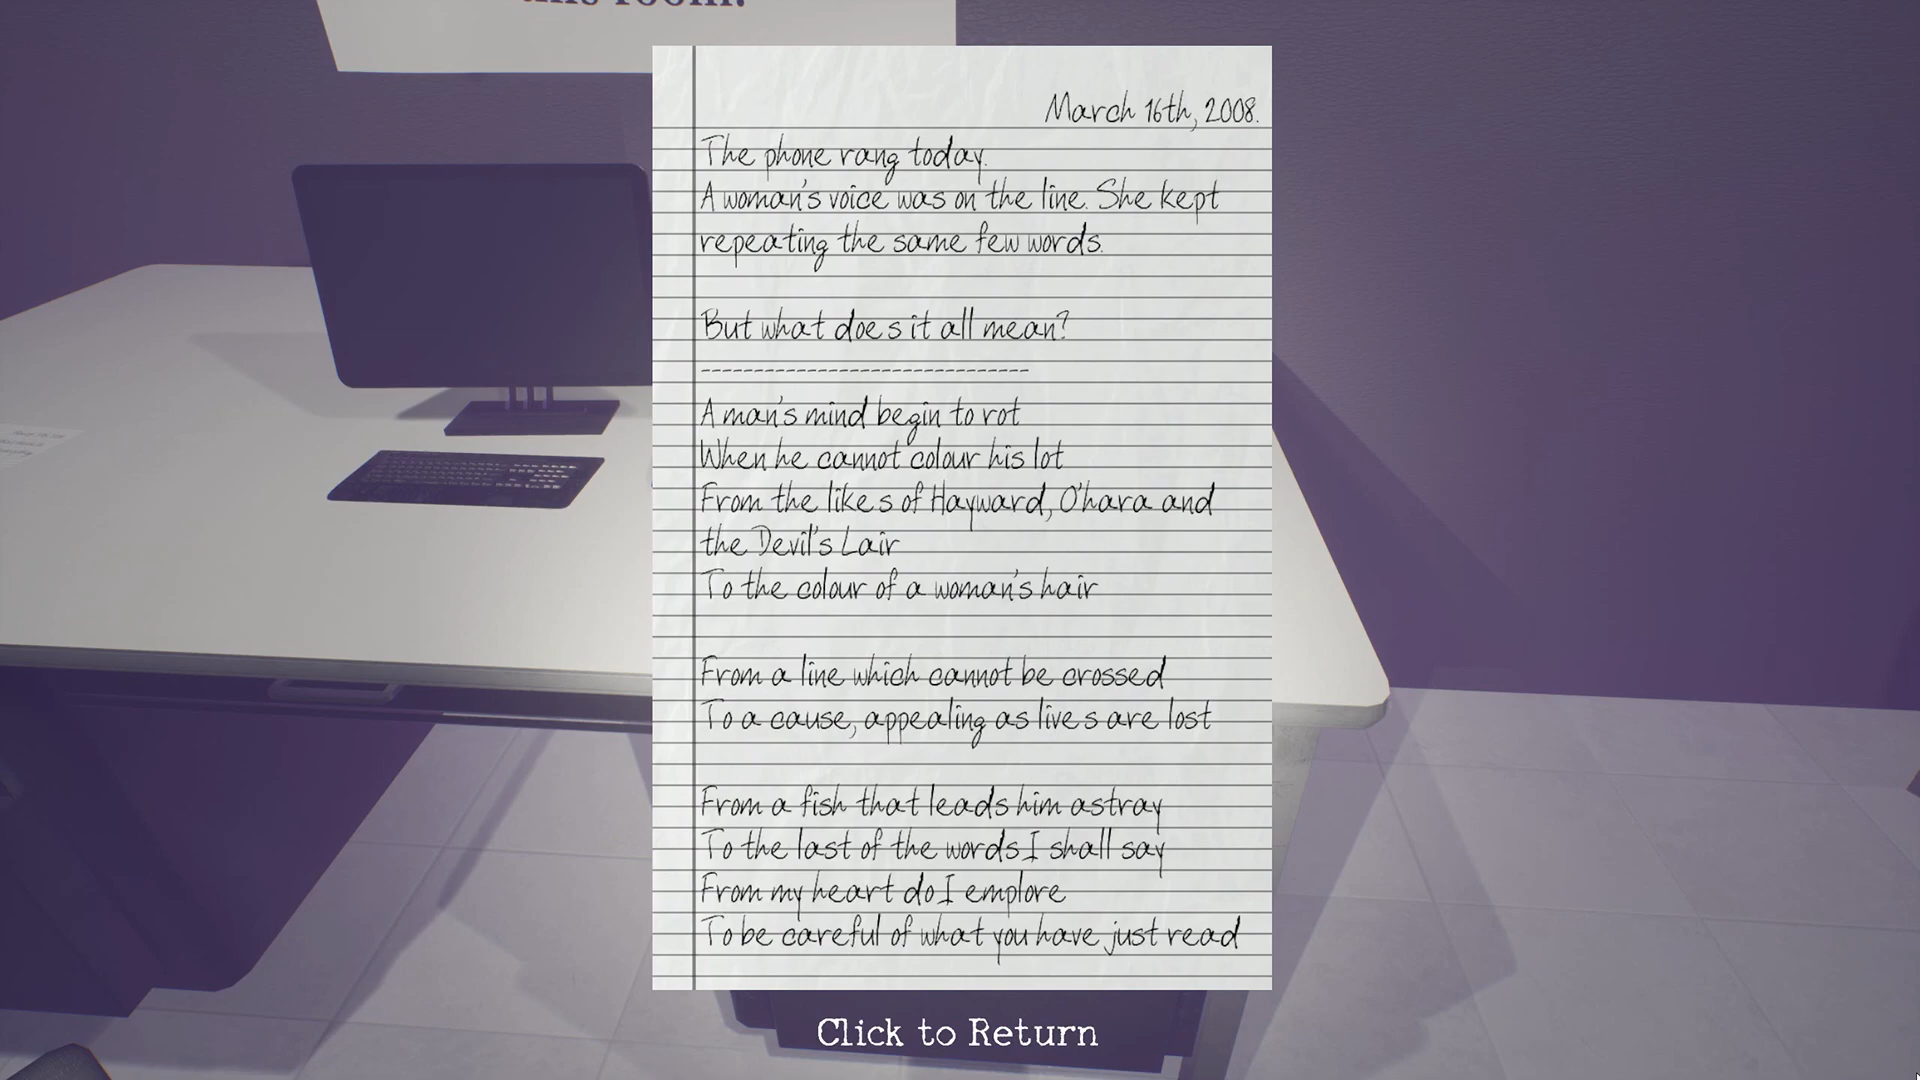 this room.
March 16th, 2008.
The phone rang today.
A woman's voice was on the line. She kept
repeating the same few words.
But what does it all mean?
------------------------------
A man's mind begin to rot
When he cannot colour his lot
From the likes of Hayward, O'hara and
the Devil's Lair
To the colour of a woman's hair
From a line which cannot be crossed
To a cause, appealing as lives are lost
From a fish that leads him astray
To the last of the words I shall say
From my heart do I emplore
To be careful of what you have just read
Click to Return